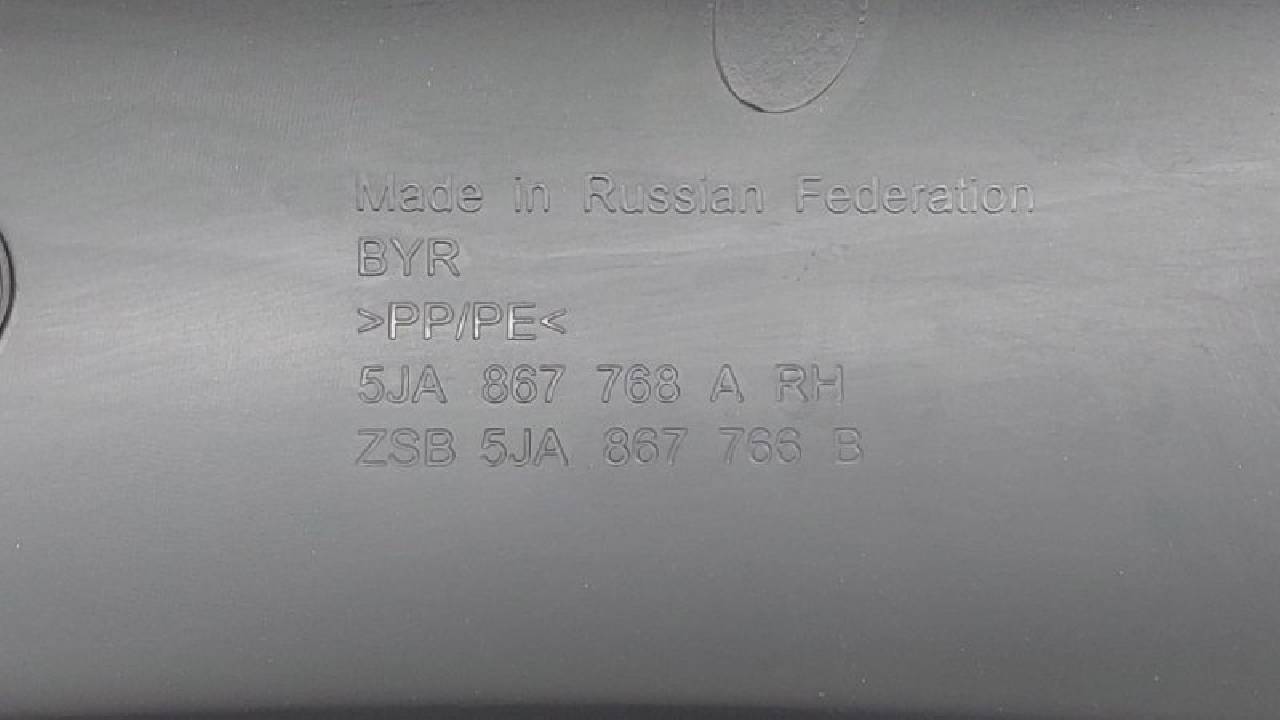 Made in Russian Federation
BYR
>PP/PE<
5JA 867 768 A RH
ZSB 5JA 867 766 B